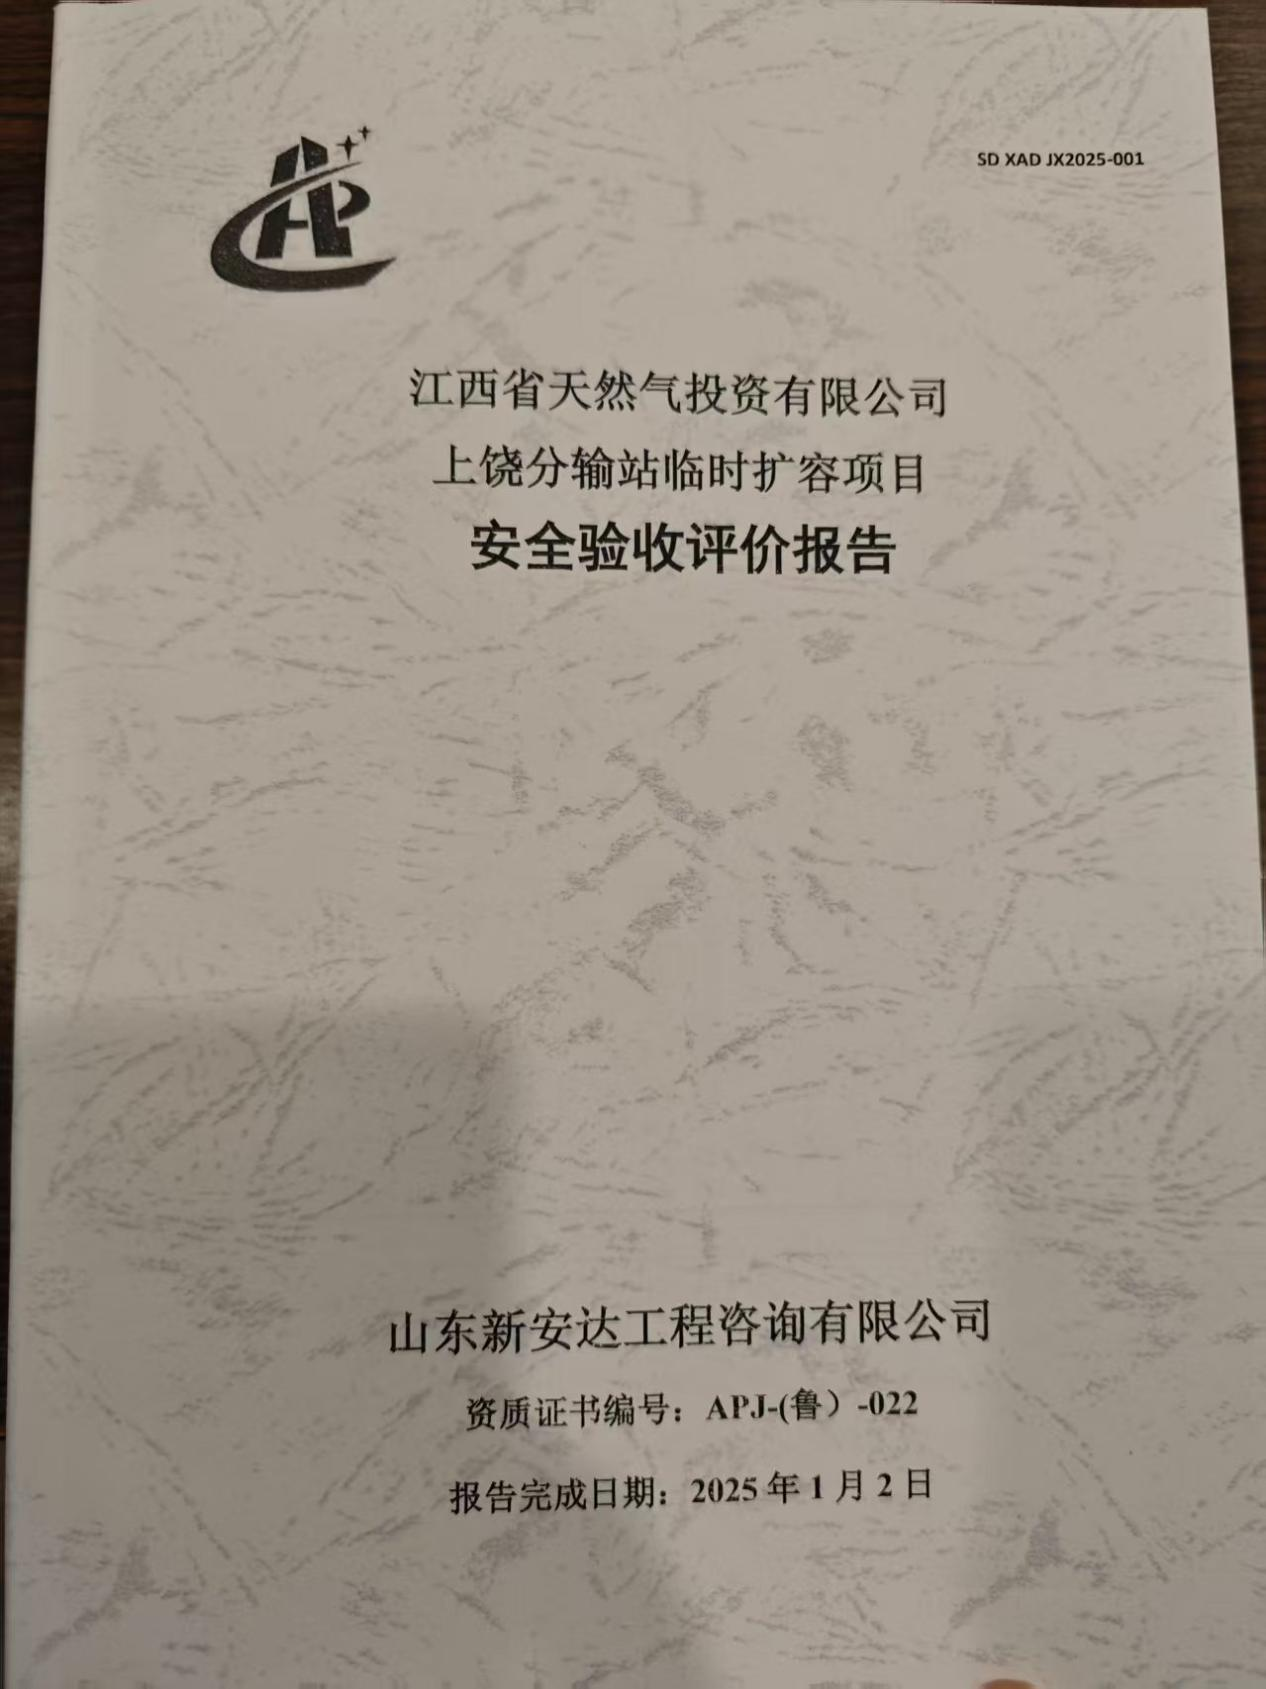 SD XAD JX2025-001
江西省天然气投资有限公司
上饶分输站临时扩容项目
安全验收评价报告
山东新安达工程咨询有限公司
资质证书编号：APJ-(鲁）-022
报告完成日期：2025年1月2日